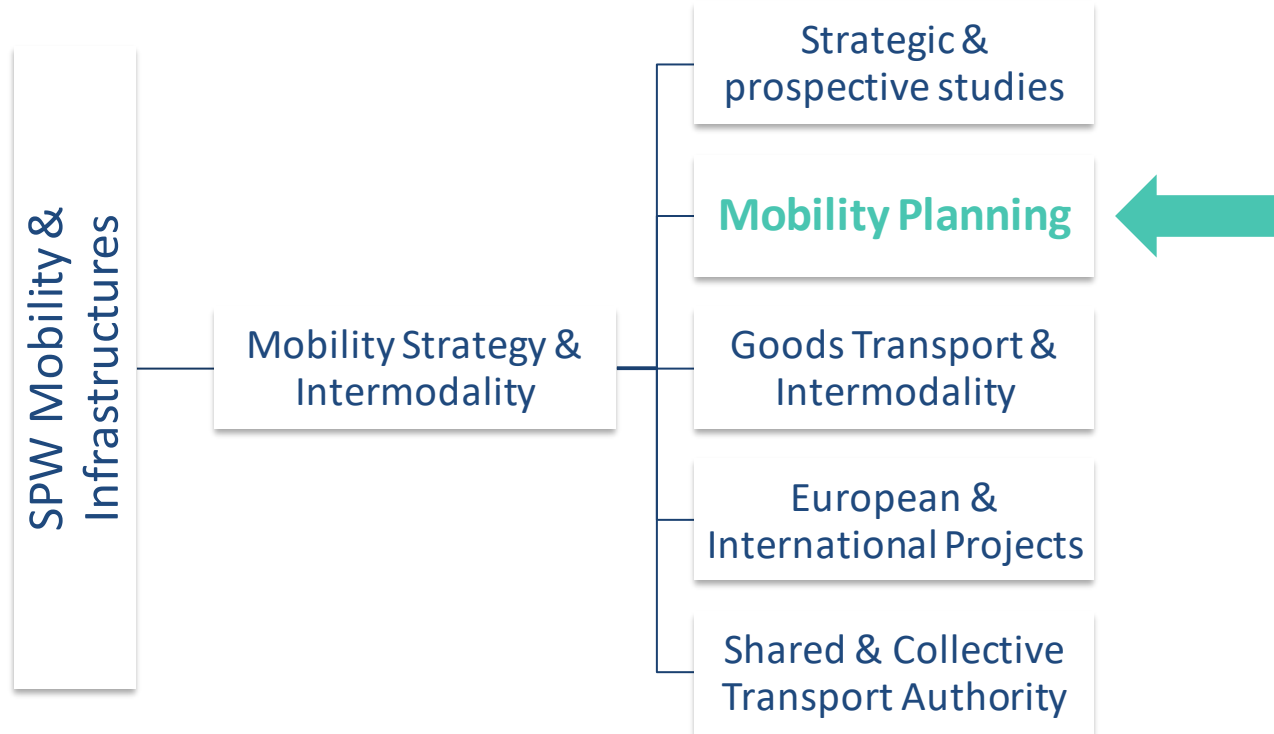 SPW Mobility &
Infrastructures
Mobility Strategy &
Intermodality
Strategic &
prospective studies
Mobility Planning
Goods Transport &
Intermodality
European &
International Projects
Shared & Collective
Transport Authority